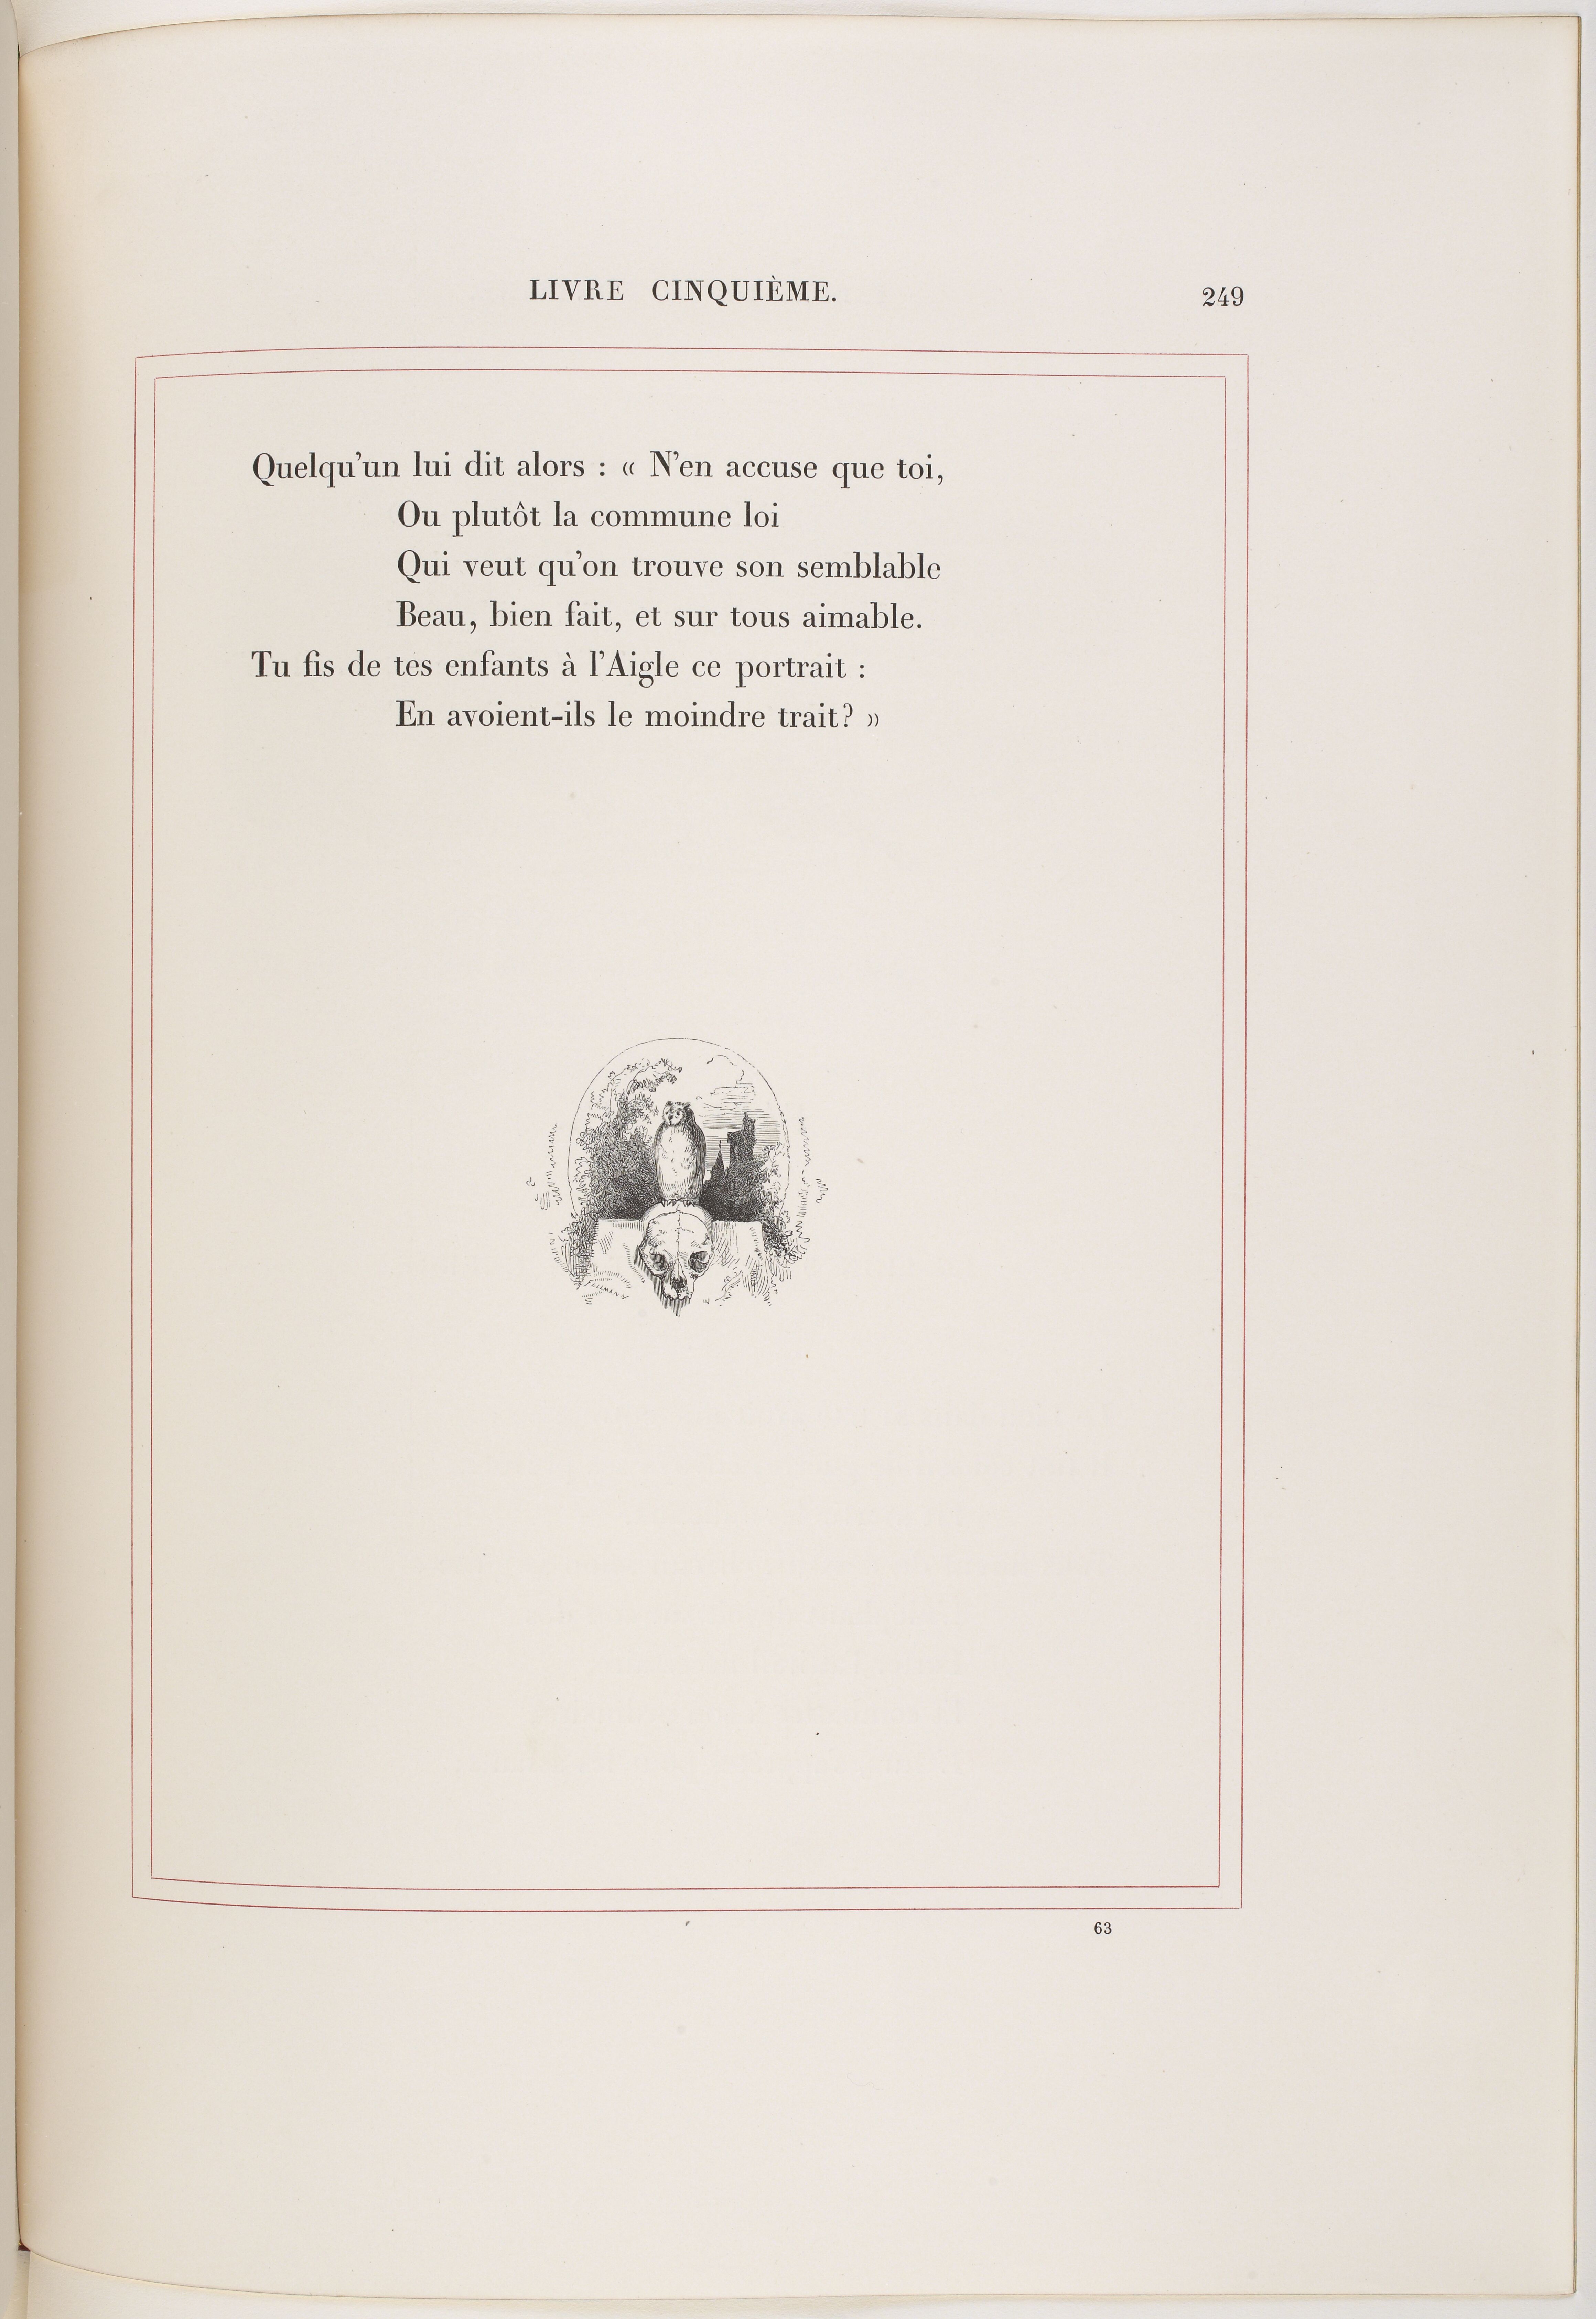 LIVRE CINQUIÈME. 249
Quelqu'un lui dit alors : « N'en accuse que toi,
Ou plutôt la commune loi
Qui veut qu'on trouve son semblable
Beau, bien fait, et sur tous aimable.
Tu fis de tes enfants à l'Aigle ce portrait :
En avoient-ils le moindre trait? »
63